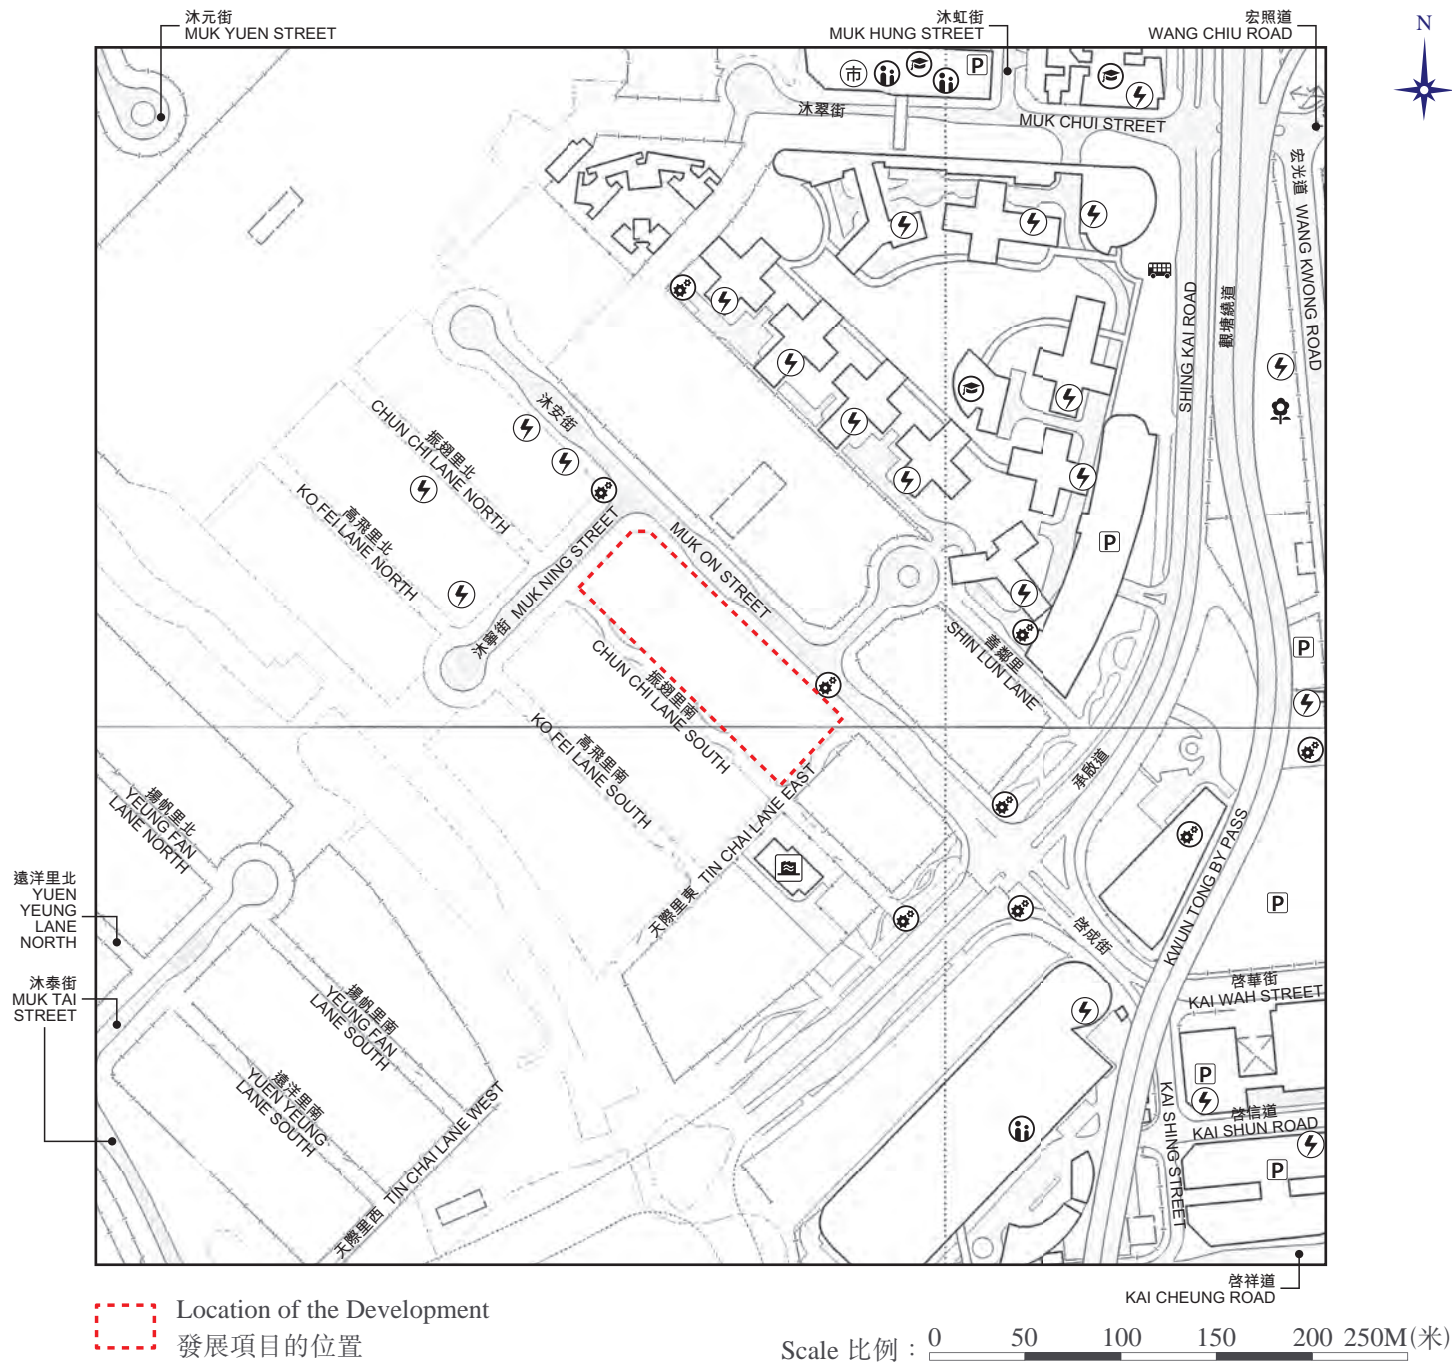 沐元街
MUK YUEN STREET
沐虹街
MUK HUNG STREET
宏照道
WANG CHIU ROAD
N
市
P
沐翠街
MUK CHUI STREET
宏光道 WANG KWONG ROAD
SHING KAI ROAD
觀塘繞道
沐安街
振翅里北
CHUN CHI LANE NORTH
高飛里北
KO FEI LANE NORTH
MUK ON STREET
沐寧街 MUK NING STREET
P
善鄰里
SHIN LUN LANE
P
振翅里南
CHUN CHI LANE SOUTH
高飛里南
KO FEI LANE SOUTH
天際里東 TIN CHAI LANE EAST
承啟道
KWUN TONG BY PASS
揚帆里北
YEUNG FAN
LANE NORTH
遠洋里北
YUEN
YEUNG
LANE
NORTH
P
啓成街
沐泰街
MUK TAI
STREET
揚帆里南
YEUNG FAN
LANE SOUTH
啓華街
KAI WAH STREET
遠洋里南
YUEN YEUNG
LANE SOUTH
P
天際里西 TIN CHAI LANE WEST
KAI SHING STREET
啓信道
KAI SHUN ROAD
P
啓祥道
KAI CHEUNG ROAD
Location of the Development
發展項目的位置
Scale 比例：
0 50 100 150 200 250M(米)